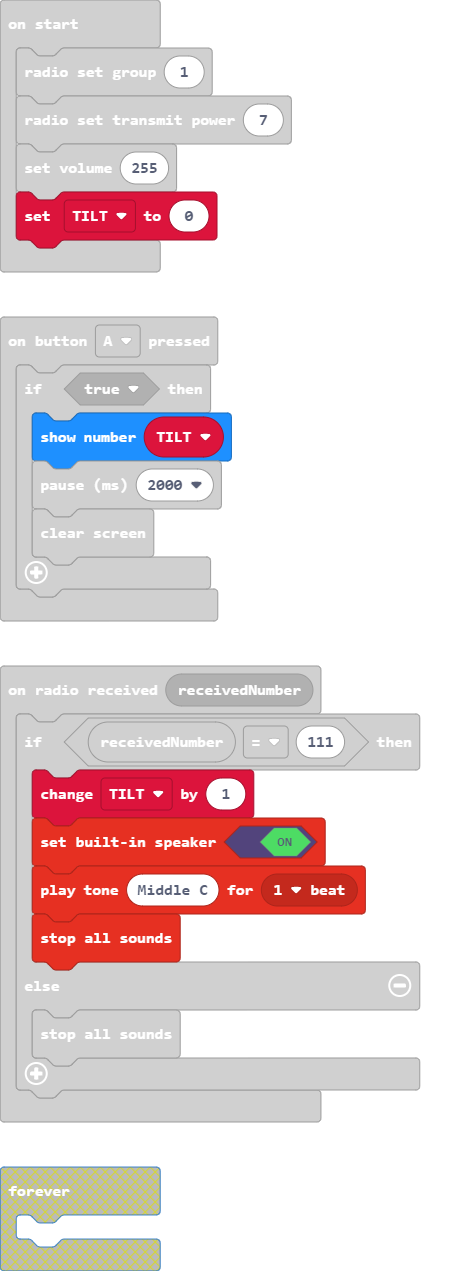 on start
radio set group 1
radio set transmit power 7
set volume 255
set TILT to 0
on button A pressed
if true then
show number TILT
pause (ms) 2000
clear screen
on radio received receivedNumber
if receivedNumber = 111 then
change TILT by 1
set built-in speaker ON
play tone Middle C for 1 beat
stop all sounds
else
stop all sounds
forever